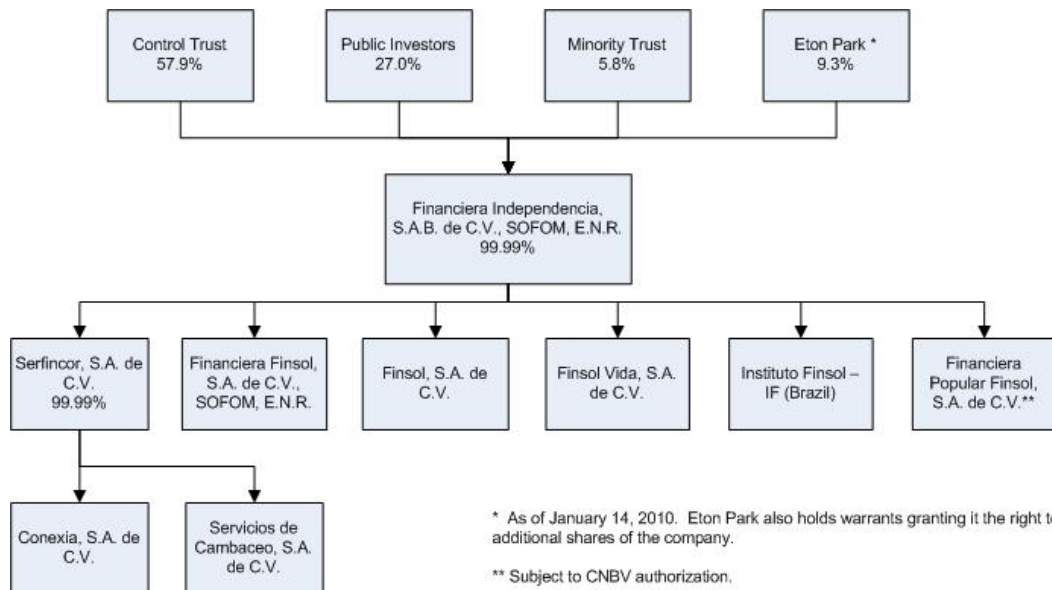 Control Trust
57.9%
Public Investors
27.0%
Minority Trust
5.8%
Eton Park *
9.3%
Financiera Independencia,
S.A.B. de C.V., SOFOM, E.N.R.
99.99%
Serfincor, S.A. de
C.V.
99.99%
Financiera Finsol,
S.A. de C.V.,
SOFOM, E.N.R.
Finsol, S.A. de
C.V.
Finsol Vida, S.A.
de C.V.
Instituto Finsol –
IF (Brazil)
Financiera
Popular Finsol,
S.A. de C.V.**
Conexia, S.A. de
C.V.
Servicios de
Cambaceo, S.A.
de C.V.
* As of January 14, 2010. Eton Park also holds warrants granting it the right
additional shares of the company.
** Subject to CNBV authorization.